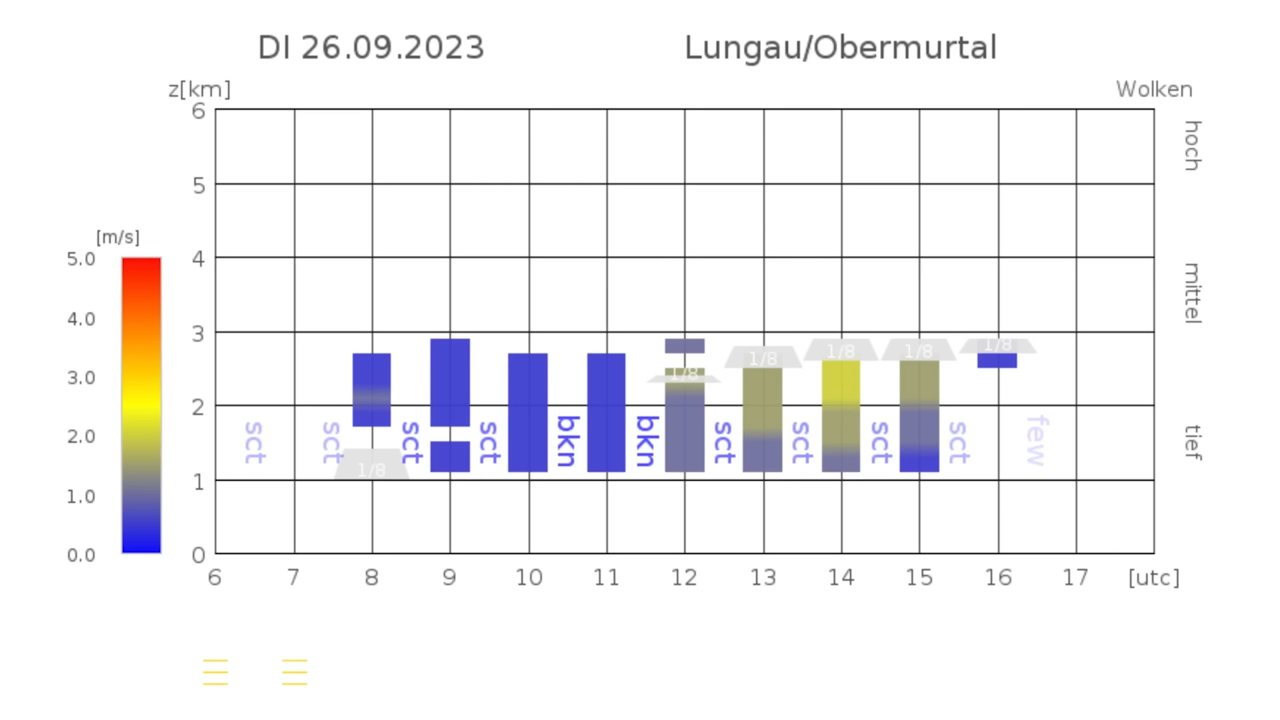 DI 26.09.2023 Lungau/Obermurtal
z[km] Wolken
6
hoch
5
[m/s]
5.0
4
mittel
4.0
3
1/8 1/8 1/8 1/8 1/8
3.0
2
2.0
sct sct sct sct bkn bkn sct sct sct sct few
tief
1/8
1
1.0
0.0
0
6 7 8 9 10 11 12 13 14 15 16 17 [utc]